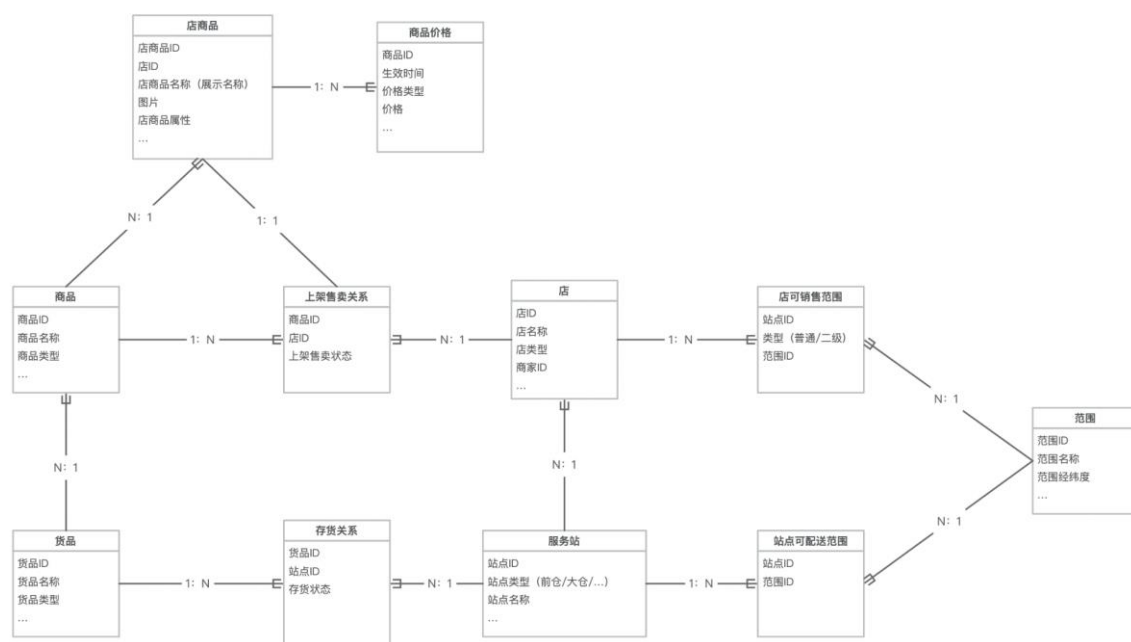 店商品
店商品ID
店ID
店商品名称（展示名称）
图片
店商品属性
...
商品价格
商品ID
生效时间
价格类型
价格
...
1: N
N: 1
1: 1
商品
商品ID
商品名称
商品类型
...
1: N
上架售卖关系
商品ID
店ID
上架售卖状态
N: 1
店
店ID
店名称
店类型
商家ID
...
1: N
店可销售范围
站点ID
类型（普通/二级）
范围ID
N: 1
范围
范围ID
范围名称
范围经纬度
...
N: 1
N: 1
N: 1
货品
货品ID
货品名称
货品类型
...
1: N
存货关系
货品ID
站点ID
存货状态
N: 1
服务站
站点ID
站点类型（前仓/大仓/...）
站点名称
...
1: N
站点可配送范围
站点ID
范围ID